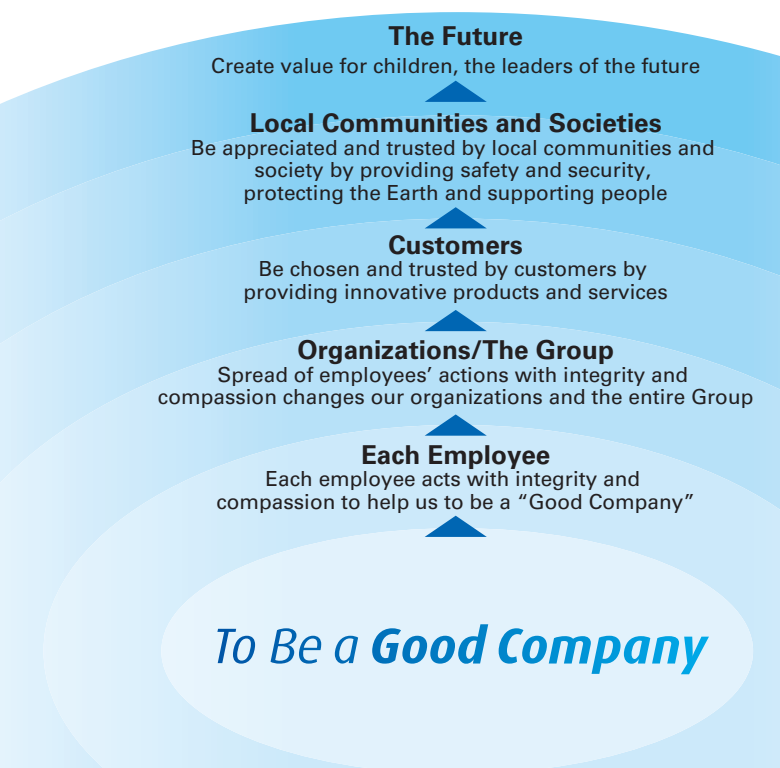 The Future
Create value for children, the leaders of the future
Local Communities and Societies
Be appreciated and trusted by local communities and
society by providing safety and security,
protecting the Earth and supporting people
Customers
Be chosen and trusted by customers by
providing innovative products and services
Organizations/The Group
Spread of employees’ actions with integrity and
compassion changes our organizations and the entire Group
Each Employee
Each employee acts with integrity and
compassion to help us to be a “Good Company”
To Be a Good Company